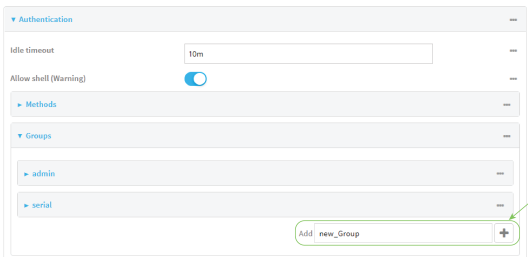 Authentication
Idle timeout
10m
Allow shell (Warning)
Methods
Groups
admin
serial
Add new_Group